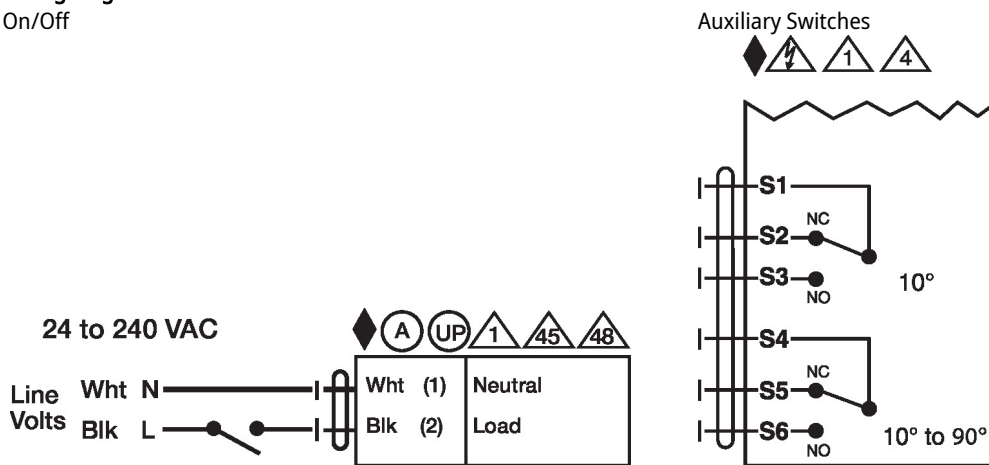 On/Off
24 to 240 VAC
A UP 1 45 48
Line Volts
Wht N
Blk L
Wht (1) Neutral
Blk (2) Load
Auxiliary Switches
1 4
S1
NC
S2
S3
NO
10°
S4
NC
S5
S6
NO
10° to 90°